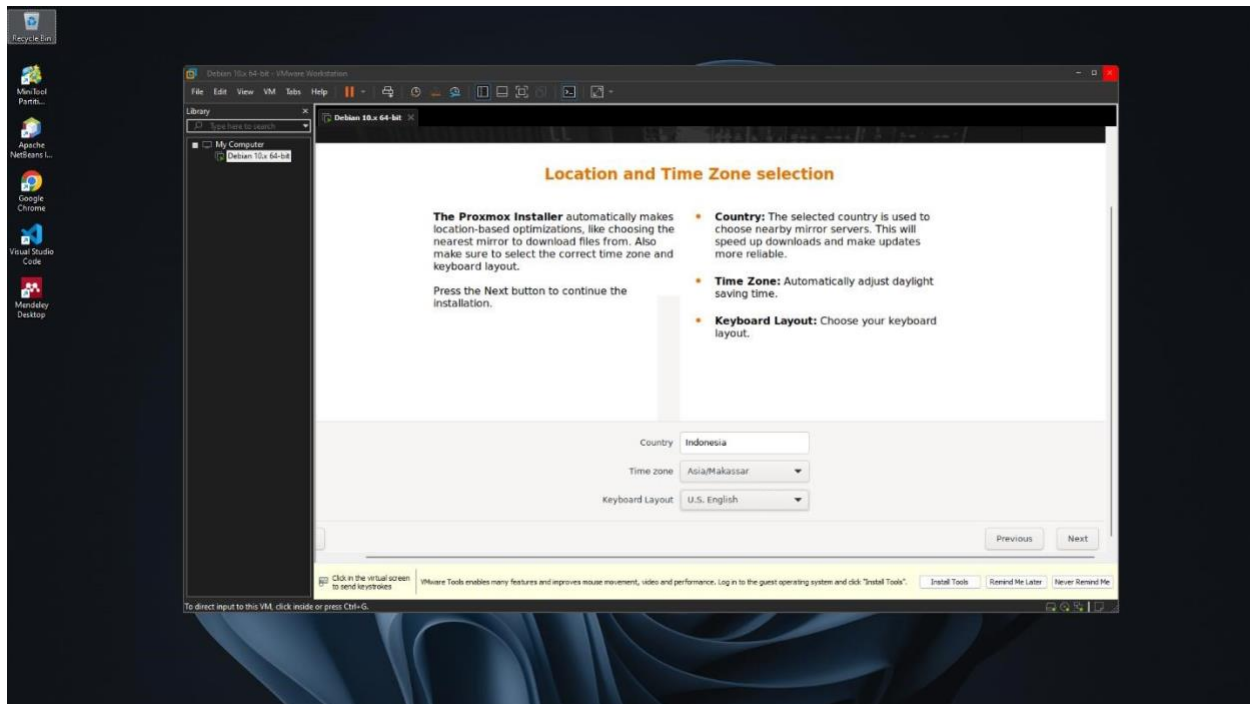 Recycle Bin
MiniTool
Partiti...
Apache
NetBeans I...
Google
Chrome
Visual Studio
Code
Mendeley
Desktop
Debian 10.x 64-bit - VMware Workstation
File Edit View VM Tabs Help
Library
Type here to search
My Computer
Debian 10.x 64-bit
Debian 10.x 64-bit
Location and Time Zone selection
The Proxmox Installer automatically makes
location-based optimizations, like choosing the
nearest mirror to download files from. Also
make sure to select the correct time zone and
keyboard layout.
Press the Next button to continue the
installation.
• Country: The selected country is used to
choose nearby mirror servers. This will
speed up downloads and make updates
more reliable.
• Time Zone: Automatically adjust daylight
saving time.
• Keyboard Layout: Choose your keyboard
layout.
Country Indonesia
Time zone Asia/Makassar
Keyboard Layout U.S. English
Previous Next
Click in the virtual screen
to send keystrokes
VMware Tools enables many features and improves mouse movement, video and performance. Log in to the guest operating system and click "Install Tools".
Install Tools Remind Me Later Never Remind Me
To direct input to this VM, click inside or press Ctrl+G.